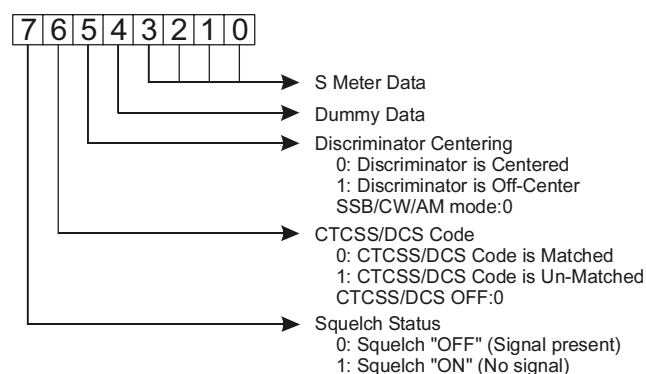 7 6 5 4 3 2 1 0
S Meter Data
Dummy Data
Discriminator Centering
0: Discriminator is Centered
1: Discriminator is Off-Center
SSB/CW/AM mode:0
CTCSS/DCS Code
0: CTCSS/DCS Code is Matched
1: CTCSS/DCS Code is Un-Matched
CTCSS/DCS OFF:0
Squelch Status
0: Squelch "OFF" (Signal present)
1: Squelch "ON" (No signal)